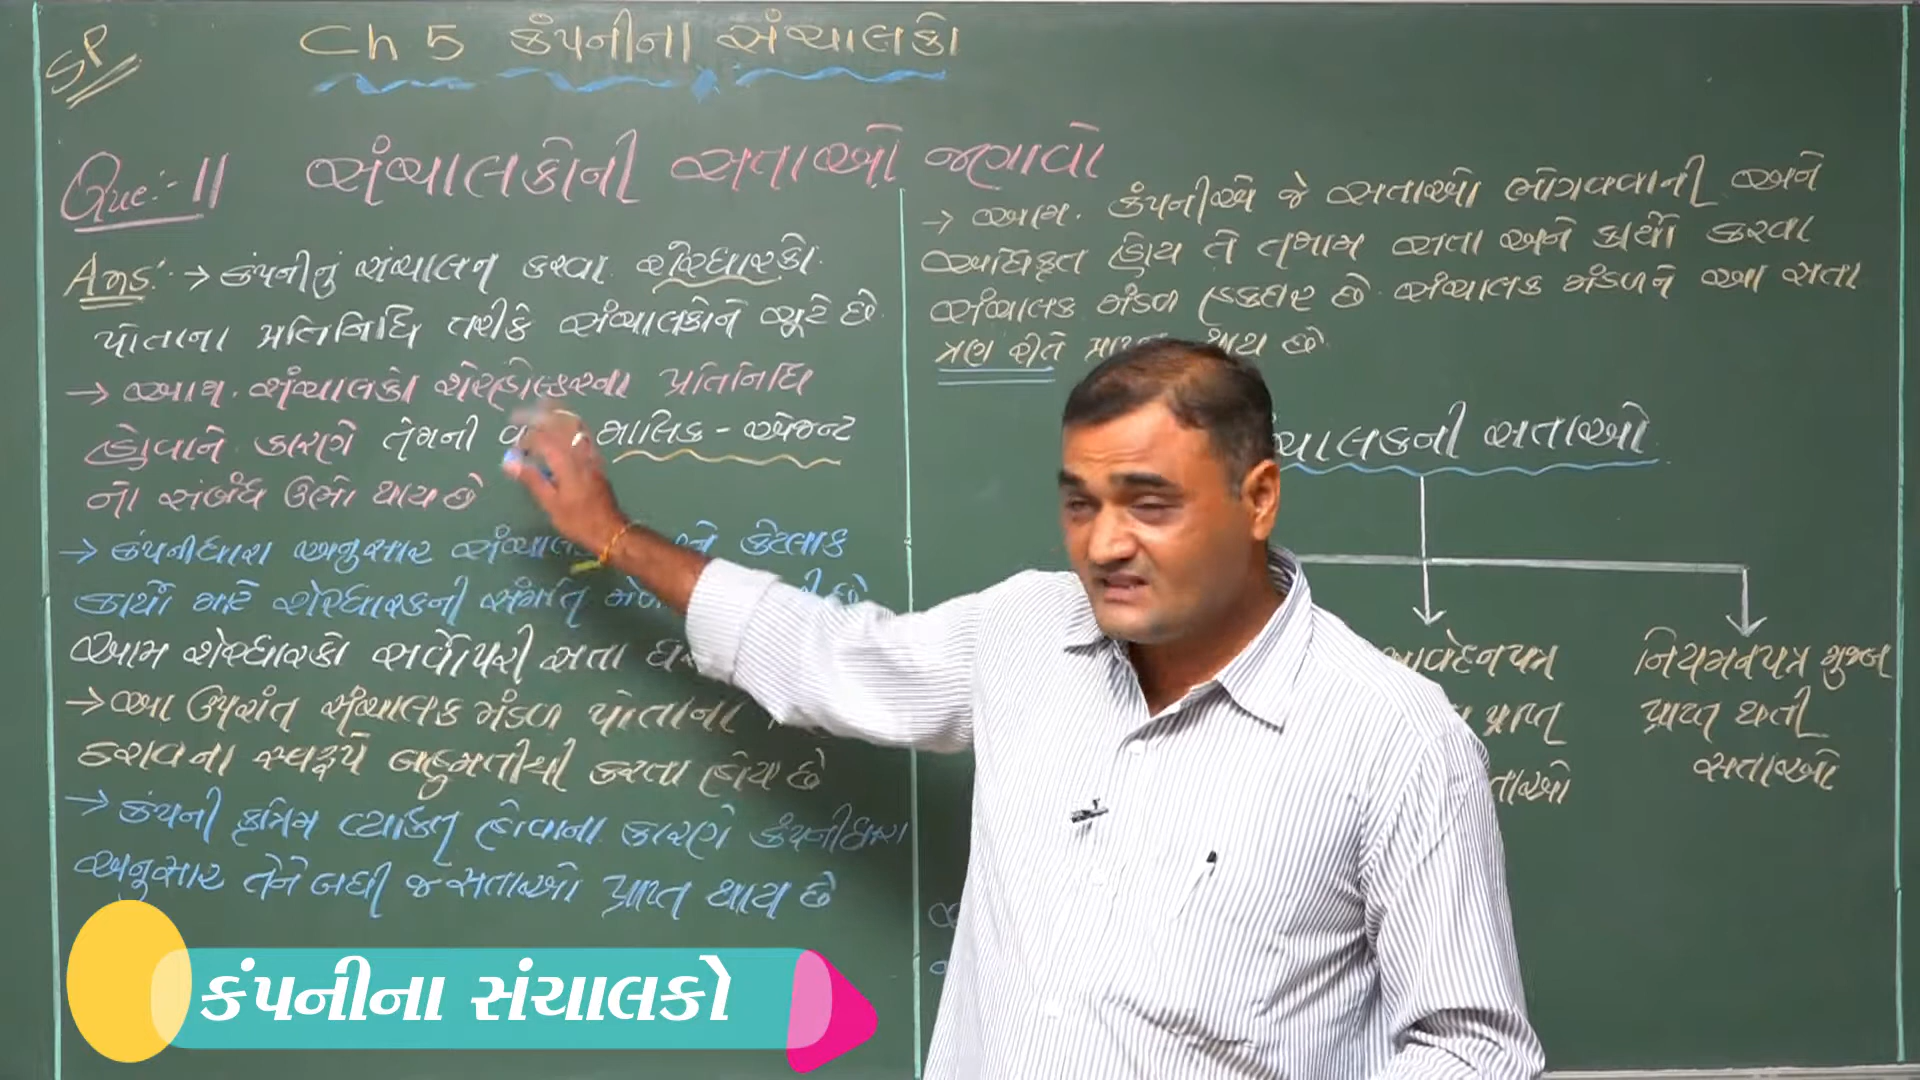 SP
Ch 5 કંપનીના સંચાલકો
Que:- 11 સંચાલકોની સતાઓ જણાવો
Ans:- → કંપનીનું સંચાલન કરવા શેરધારકો
પોતાના પ્રતિનિધિ તરીકે સંચાલકોને ચૂંટે છે
→ આમ. સંચાલકો શેરહોલ્ડરના પ્રતિનિધિ
હોવાને કારણે તેમની માલિક - એજન્ટ
નો સંબંધ ઉભો થાય છે
→ કંપનીધારા અનુસાર કેટલાક
કાર્યો માટે શેરધારકની સંમતિ છે
આમ શેરધારકો સર્વોપરી સતા
→ આ ઉપરાંત સંચાલક મંડળ પોતાના
ઠરાવના સ્વરૂપે બહુમતીથી કરતા હોય છે
→ કંપની કૃત્રિમ વ્યક્તિ હોવાના કારણે કંપનીધારા
અનુસાર તેને બધી જ સતાઓ પ્રાપ્ત થાય છે
→ આમ. કંપનીએ જે સતાઓ ભોગવવાની અને
અધિકૃત હોય તે તમામ સતા અને કાર્યો કરવા
સંચાલક મંડળ હકદાર છે. સંચાલક મંડળને આ સતા
ત્રણ રીતે થાય છે
સતાઓ
નિયમનપત્ર મુજબ
પ્રાપ્ત
પ્રાપ્ત થતી
સતાઓ
કંપનીના સંચાલકો